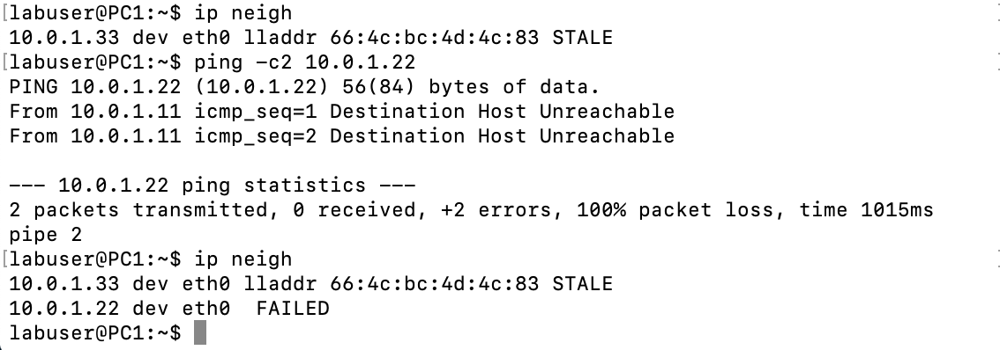 [labuser@PC1:~$ ip neigh
10.0.1.33 dev eth0 lladdr 66:4c:bc:4d:4c:83 STALE
[labuser@PC1:~$ ping -c2 10.0.1.22
PING 10.0.1.22 (10.0.1.22) 56(84) bytes of data.
From 10.0.1.11 icmp_seq=1 Destination Host Unreachable
From 10.0.1.11 icmp_seq=2 Destination Host Unreachable

--- 10.0.1.22 ping statistics ---
2 packets transmitted, 0 received, +2 errors, 100% packet loss, time 1015ms
pipe 2
[labuser@PC1:~$ ip neigh
10.0.1.33 dev eth0 lladdr 66:4c:bc:4d:4c:83 STALE
10.0.1.22 dev eth0  FAILED
labuser@PC1:~$